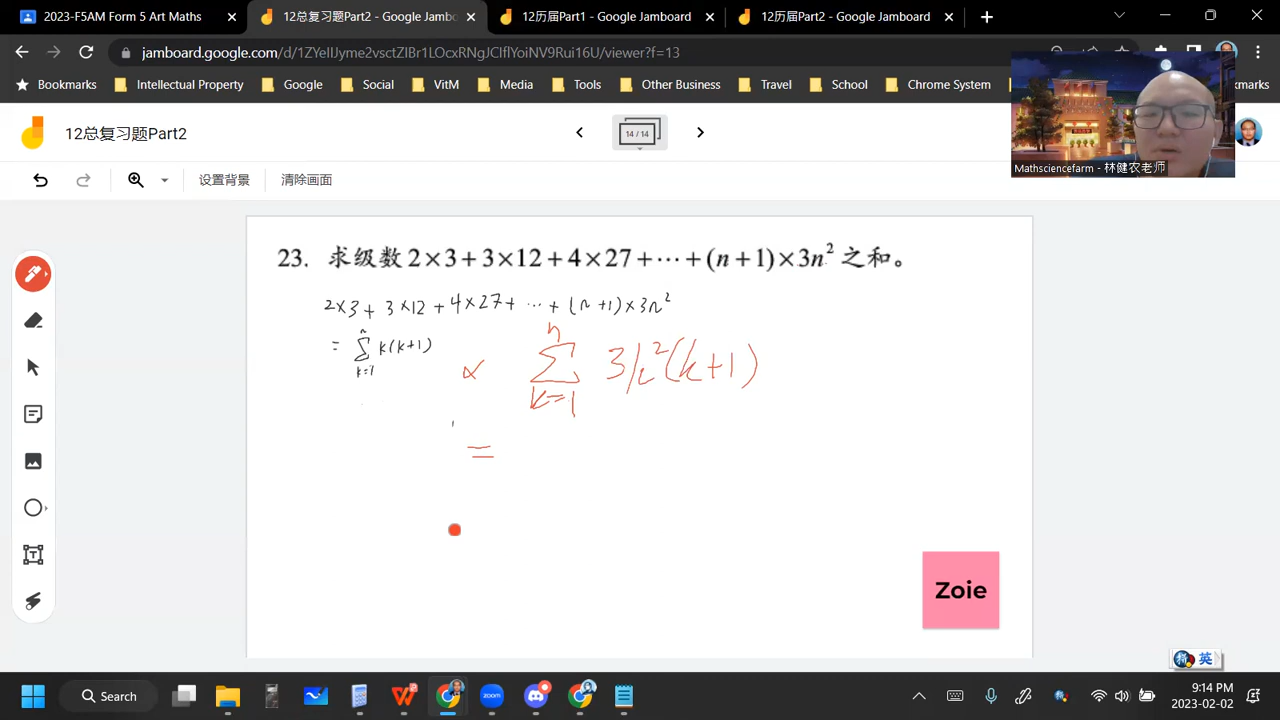 2023-F5AM Form 5 Art Maths
12总复习题Part2 - Google Jambo
12历届Part1 - Google Jamboard
12历届Part2 - Google Jamboard
jamboard.google.com/d/1ZYeIIJyme2vsctZIBr1LOcxRNgJCIflYoiNV9Rui16U/viewer?f=13
Bookmarks
Intellectual Property
Google
Social
VitM
Media
Tools
Other Business
Travel
School
Chrome System
Bookmarks
Mathsciencefarm - 林健农老师
12总复习题Part2
14 / 14
设置背景
清除画面
23. 求级数 2×3+3×12+4×27+⋯+(n+1)×3n² 之和。
2×3+3×12+4×27+⋯+(n+1)×3n²
= ∑ₖ₌₁ⁿ k(k+1)
∝ ∑ₖ₌₁ⁿ 3k²(k+1)
=
Zoie
英
Search
9:14 PM
2023-02-02